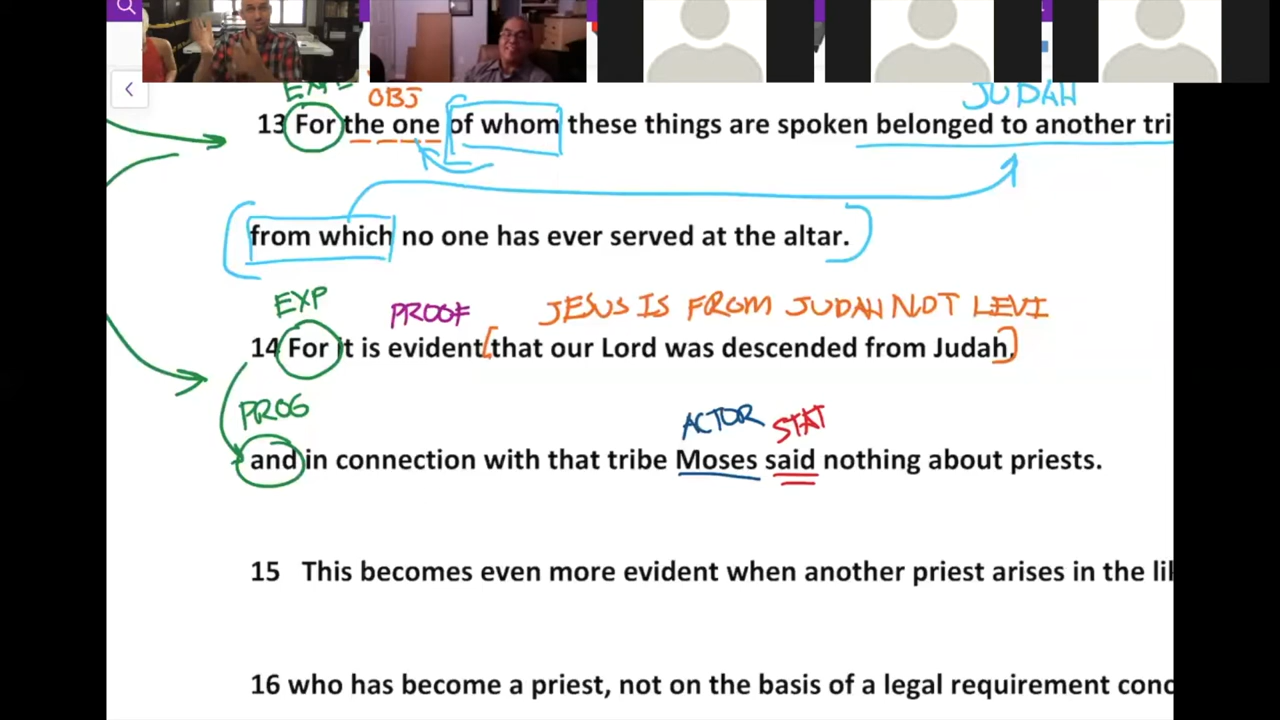 EXP
OBJ
JUDAH
13 For the one of whom these things are spoken belonged to another tri
from which no one has ever served at the altar.
EXP
PROOF
JESUS IS FROM JUDAH NOT LEVI
14 For it is evident that our Lord was descended from Judah,
PROG
ACTOR
STAT
and in connection with that tribe Moses said nothing about priests.
15 This becomes even more evident when another priest arises in the lik
16 who has become a priest, not on the basis of a legal requirement conc